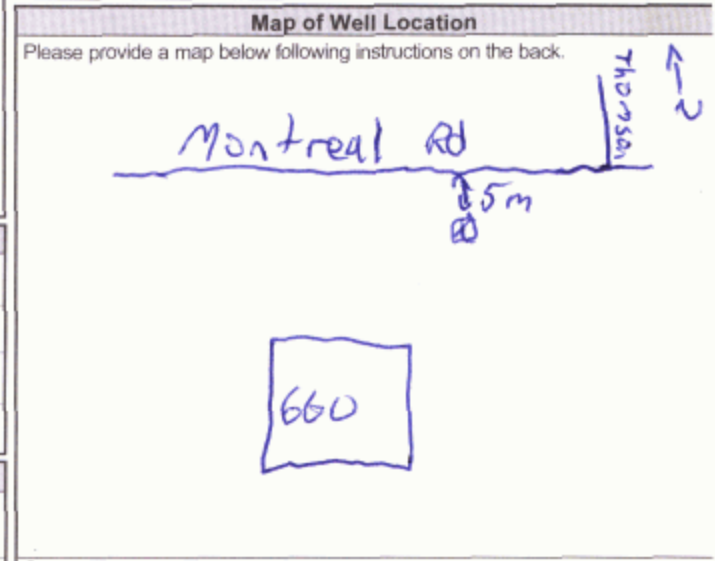 Map of Well Location
Please provide a map below following instructions on the back.
Thomson
N
Montreal Rd
5m
660